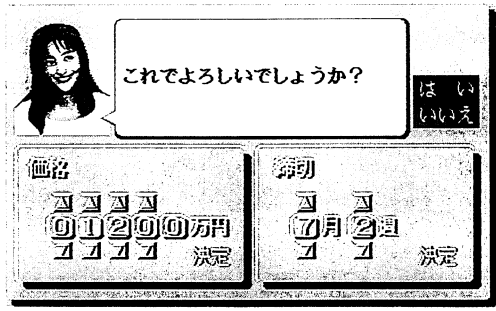 これでよろしいでしょうか？
はい
いいえ
価格
01200万円
決定
締切
7月2週
決定